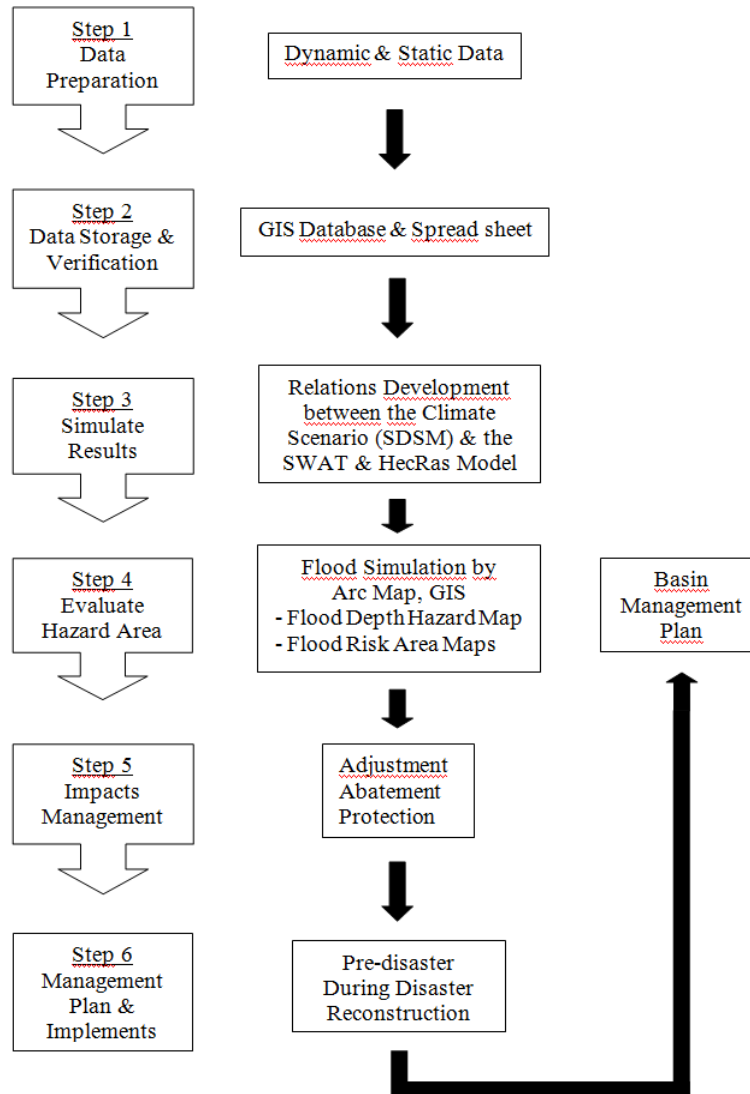 Step 1
Data
Preparation
Dynamic & Static Data
Step 2
Data Storage &
Verification
GIS Database & Spread sheet
Step 3
Simulate
Results
Relations Development
between the Climate
Scenario (SDSM) & the
SWAT & HecRas Model
Step 4
Evaluate
Hazard Area
Flood Simulation by
Arc Map, GIS
- Flood Depth Hazard Map
- Flood Risk Area Maps
Basin
Management
Plan
Step 5
Impacts
Management
Adjustment
Abatement
Protection
Step 6
Management
Plan &
Implements
Pre-disaster
During Disaster
Reconstruction